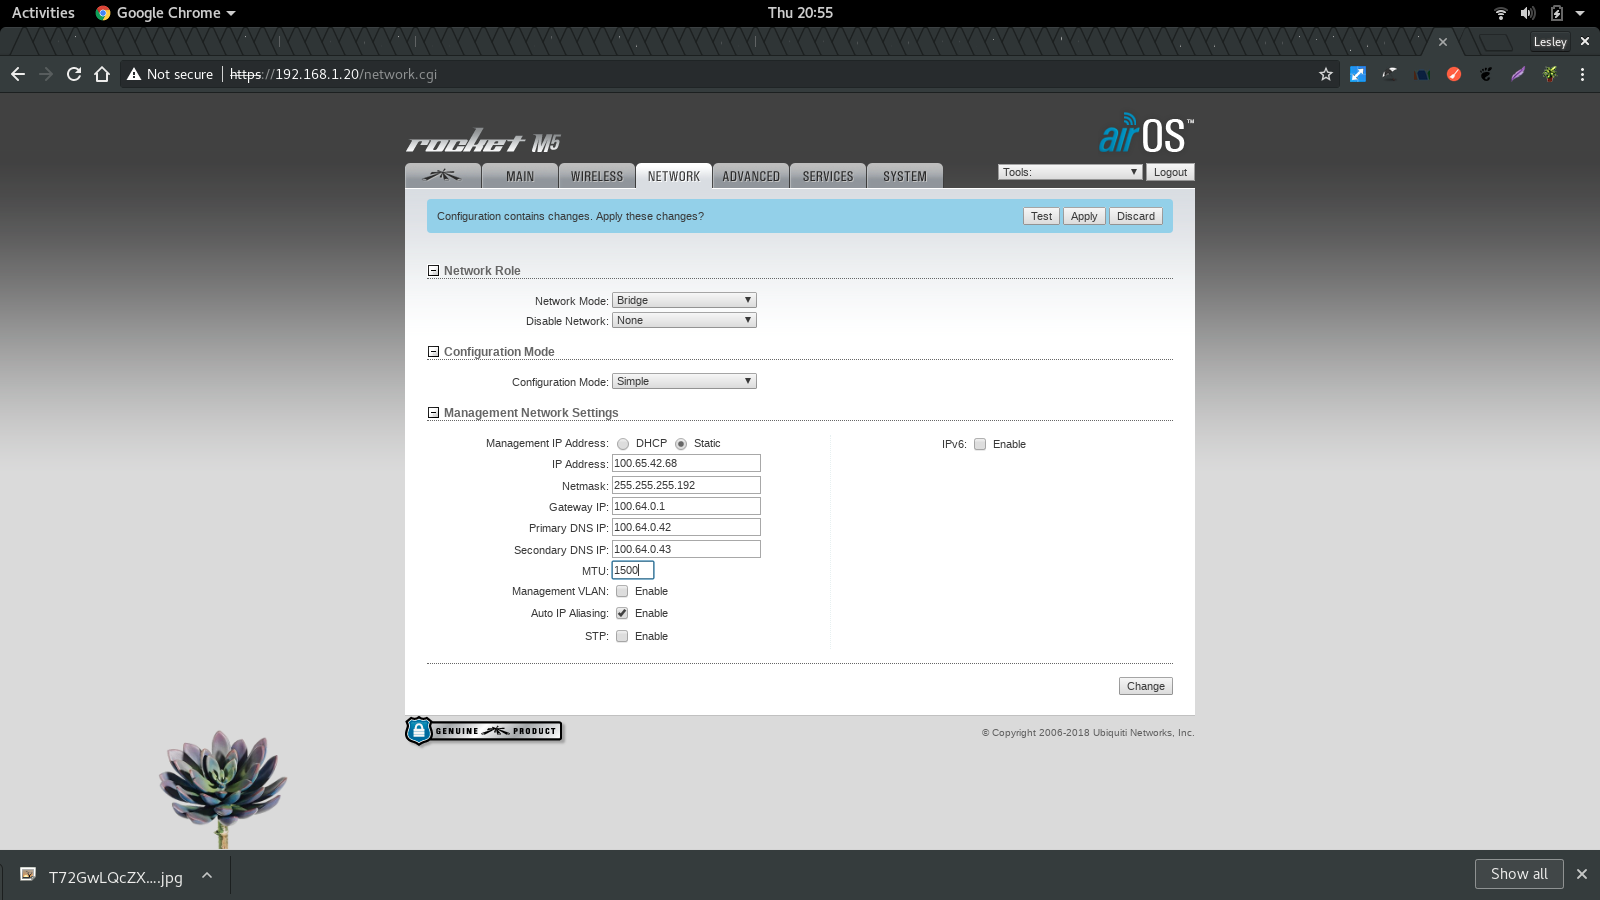 Activities Google Chrome Thu 20:55
Lesley
Not secure https://192.168.1.20/network.cgi
rocket M5
airOS™
MAIN WIRELESS NETWORK ADVANCED SERVICES SYSTEM Tools: Logout
Configuration contains changes. Apply these changes? Test Apply Discard
Network Role
Network Mode: Bridge
Disable Network: None
Configuration Mode
Configuration Mode: Simple
Management Network Settings
Management IP Address: DHCP Static IPv6: Enable
IP Address: 100.65.42.68
Netmask: 255.255.255.192
Gateway IP: 100.64.0.1
Primary DNS IP: 100.64.0.42
Secondary DNS IP: 100.64.0.43
MTU: 1500
Management VLAN: Enable
Auto IP Aliasing: Enable
STP: Enable
Change
GENUINE PRODUCT © Copyright 2006-2018 Ubiquiti Networks, Inc.
T72GwLQcZX....jpg Show all